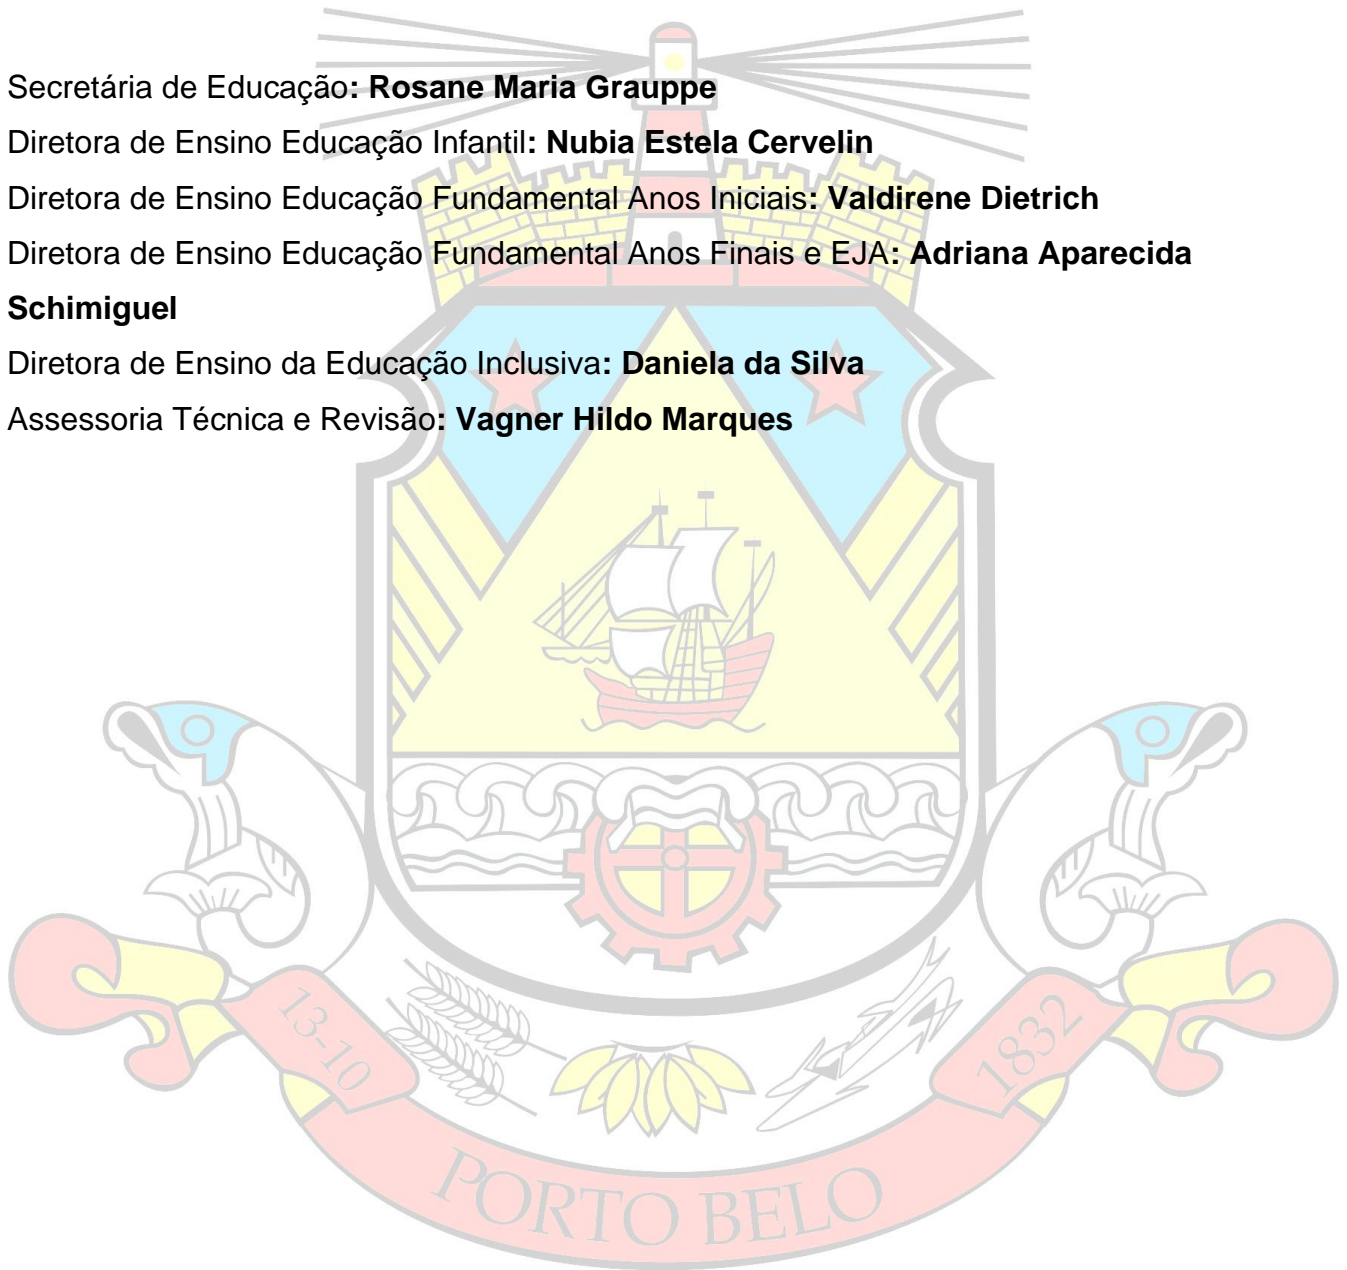 Secretária de Educação: Rosane Maria Grauppe
Diretora de Ensino Educação Infantil: Nubia Estela Cervelin
Diretora de Ensino Educação Fundamental Anos Iniciais: Valdirene Dietrich
Diretora de Ensino Educação Fundamental Anos Finais e EJA: Adriana Aparecida
Schimiguel
Diretora de Ensino da Educação Inclusiva: Daniela da Silva
Assessoria Técnica e Revisão: Vagner Hildo Marques
13-10
1832
PORTO BELO